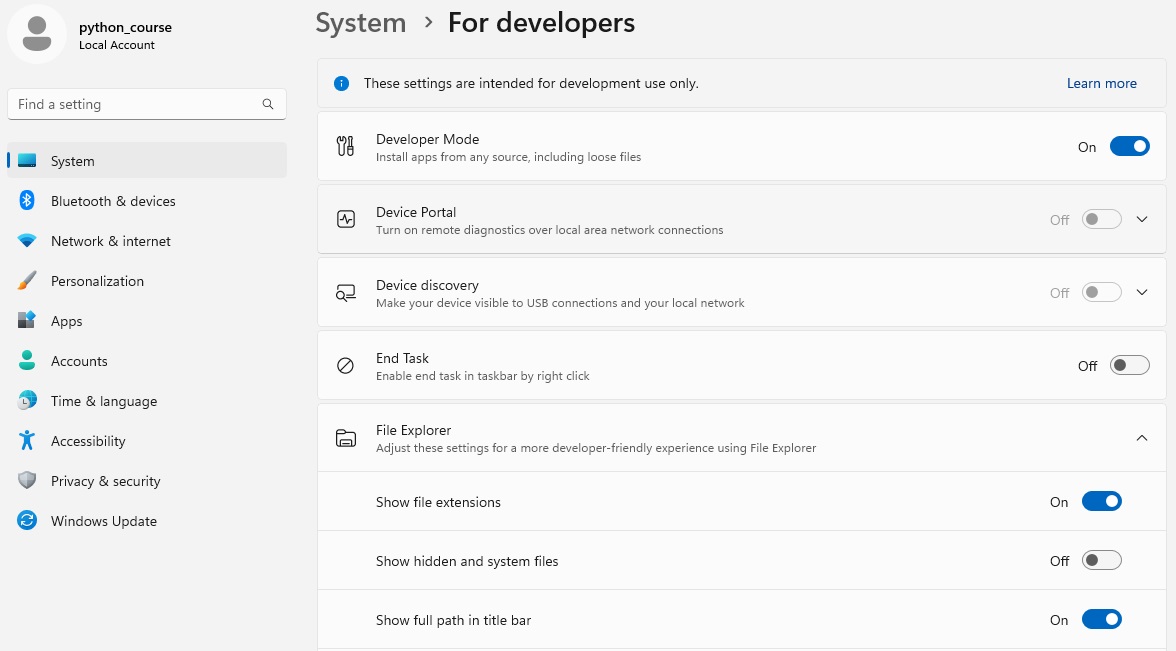 python_course
Local Account
Find a setting
System
Bluetooth & devices
Network & internet
Personalization
Apps
Accounts
Time & language
Accessibility
Privacy & security
Windows Update
System > For developers
These settings are intended for development use only. Learn more
Developer Mode
Install apps from any source, including loose files
On
Device Portal
Turn on remote diagnostics over local area network connections
Off
Device discovery
Make your device visible to USB connections and your local network
Off
End Task
Enable end task in taskbar by right click
Off
File Explorer
Adjust these settings for a more developer-friendly experience using File Explorer
Show file extensions On
Show hidden and system files Off
Show full path in title bar On